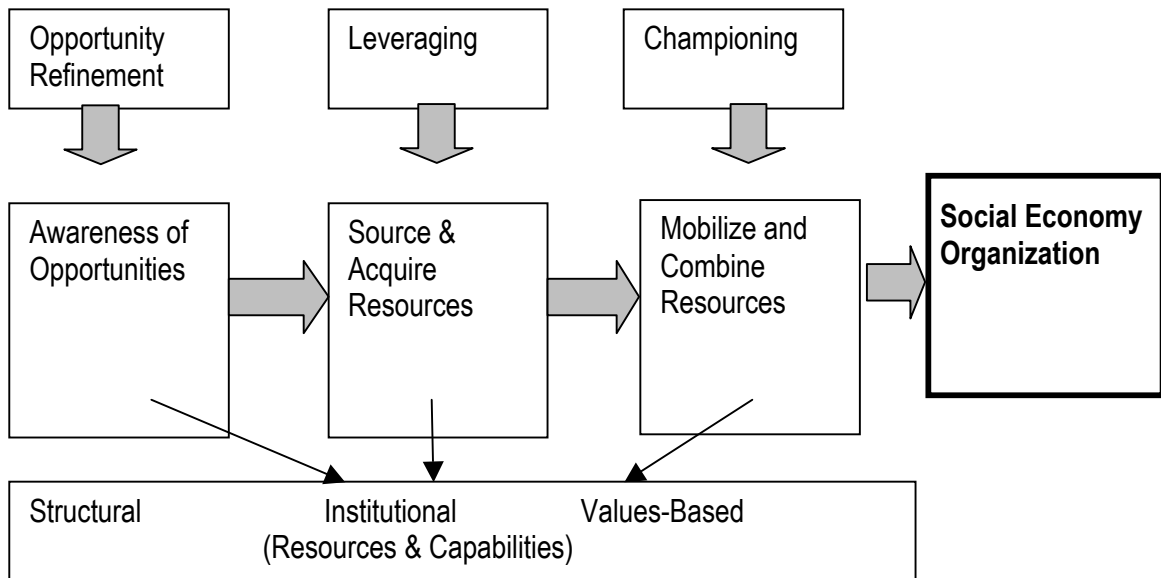 Opportunity
Refinement
Leveraging
Championing
Awareness of
Opportunities
Source &
Acquire
Resources
Mobilize and
Combine
Resources
Social Economy
Organization
Structural Institutional Values-Based
(Resources & Capabilities)